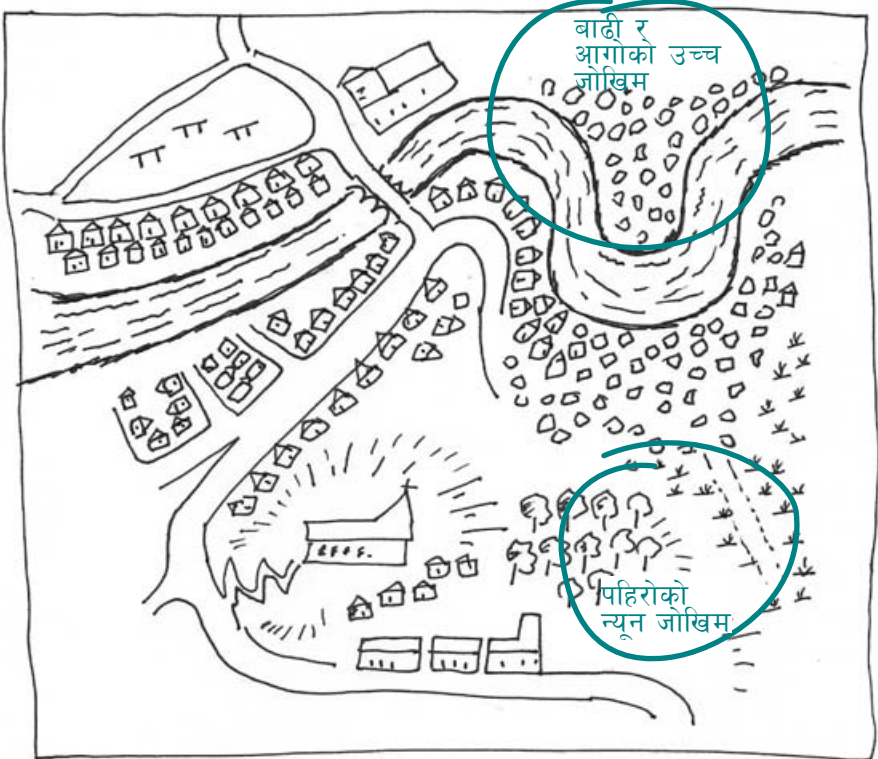 बाढी र
आगोको उच्च
जोखिम
पहिरोको
न्यून जोखिम